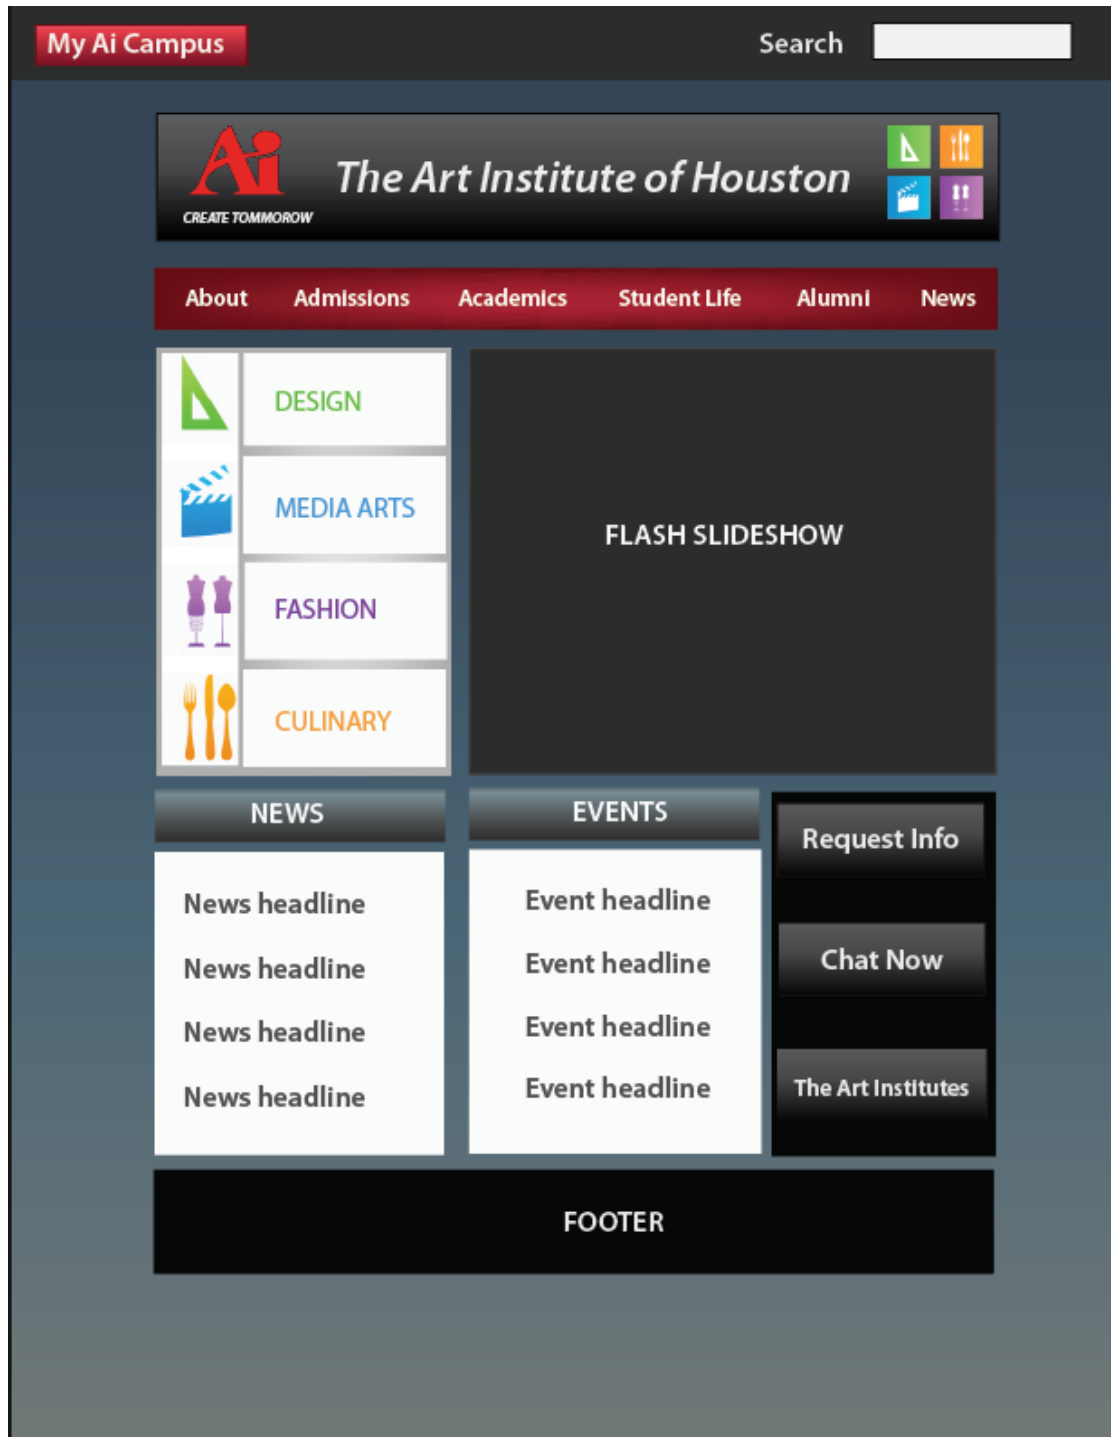 My Ai Campus
Search
Ai
The Art Institute of Houston
CREATE TOMMOROW
About Admissions Academics Student Life Alumni News
DESIGN
MEDIA ARTS
FASHION
CULINARY
FLASH SLIDESHOW
NEWS
News headline
News headline
News headline
News headline
EVENTS
Event headline
Event headline
Event headline
Event headline
Request Info
Chat Now
The Art Institutes
FOOTER